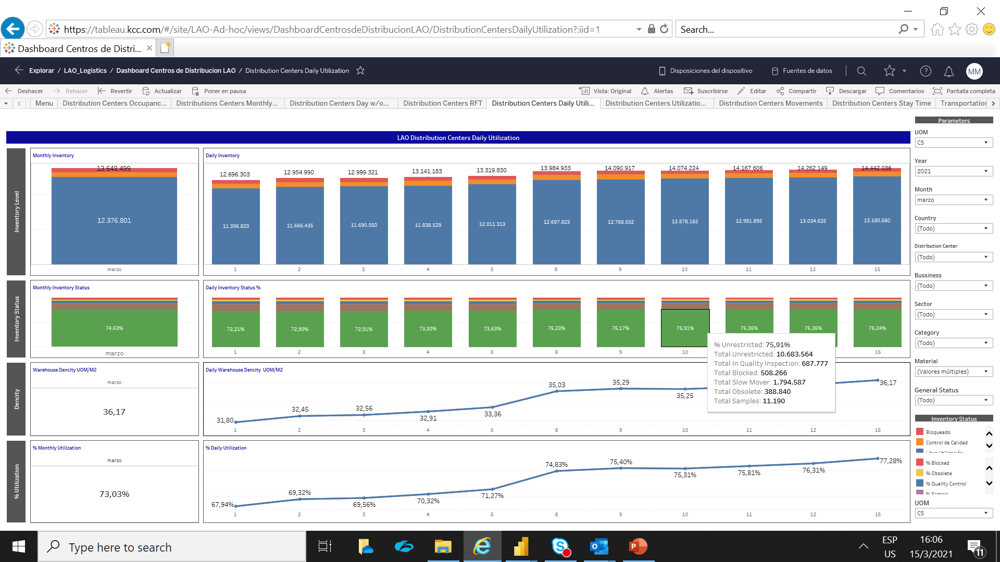 https://tableau.kcc.com/#/site/LAO-Ad-hoc/views/DashboardCentrosdeDistribucionLAO/DistributionCentersDailyUtilization?:iid=1
Search...
Dashboard Centros de Distri...
Explorar / LAO_Logistics / Dashboard Centros de Distribucion LAO / Distribution Centers Daily Utilization
Disposiciones del dispositivo
Fuentes de datos
MM
Deshacer
Rehacer
Revertir
Actualizar
Poner en pausa
Vista: Original
Alertas
Suscribirse
Editar
Compartir
Descargar
Comentarios
Pantalla completa
Menu
Distribution Centers Occupanc...
Distributions Centers Monthly...
Distribution Centers Day w/o...
Distribution Centers RFT
Distribution Centers Daily Utili...
Distribution Centers Utilizatio...
Distribution Centers Movements
Distribution Centers Stay Time
Transportation
LAO Distribution Centers Daily Utilization
Inventory Level
Monthly Inventory
13.648.499
12.376.801
marzo
Daily Inventory
12.696.303 12.954.990 12.999.321 13.141.183 13.319.830 13.984.933 14.090.917 14.074.224 14.167.606 14.262.149 14.442.036
11.396.823 11.666.435 11.690.050 11.838.529 12.011.313 12.697.823 12.768.552 12.878.182 12.981.895 13.034.625 13.180.580
1 2 3 4 5 8 9 10 11 12 15
Inventory Status
Monthly Inventory Status
74,63%
marzo
Daily Inventory Status %
72,21% 72,90% 72,91% 73,30% 73,63% 75,23% 75,17% 75,91% 76,36% 76,36% 76,24%
1 2 3 4 5 8 9 10 15
% Unrestricted: 75,91%
Total Unrestricted: 10.683.564
Total In Quality Inspection: 687.777
Total Blocked: 508.266
Total Slow Mover: 1.794.587
Total Obsolete: 388.840
Total Samples: 11.190
Dencity
Warehouse Dencity UOM/M2
marzo
36,17
Daily Warehouse Dencity UOM/M2
31,80 32,45 32,56 32,91 33,36 35,03 35,29 35,25 36,17
1 2 3 4 5 8 9 10 11 12 15
% Utilization
% Monthly Utilization
marzo
73,03%
% Daily Utilization
67,94% 69,32% 69,56% 70,32% 71,27% 74,83% 75,40% 75,31% 75,81% 76,31% 77,28%
1 2 3 4 5 8 9 10 11 12 15
Parameters
UOM
CS
Year
2021
Month
marzo
Country
(Todo)
Distribution Center
(Todo)
Bussiness
(Todo)
Sector
(Todo)
Category
(Todo)
Material
(Valores múltiples)
General Status
(Todo)
Inventory Status
Bloqueado
Control de Calidad
Libre Utilización
% Blocked
% Obsolete
% Quality Control
% Sample
UOM
CS
Type here to search
ESP
US
16:06
15/3/2021
11